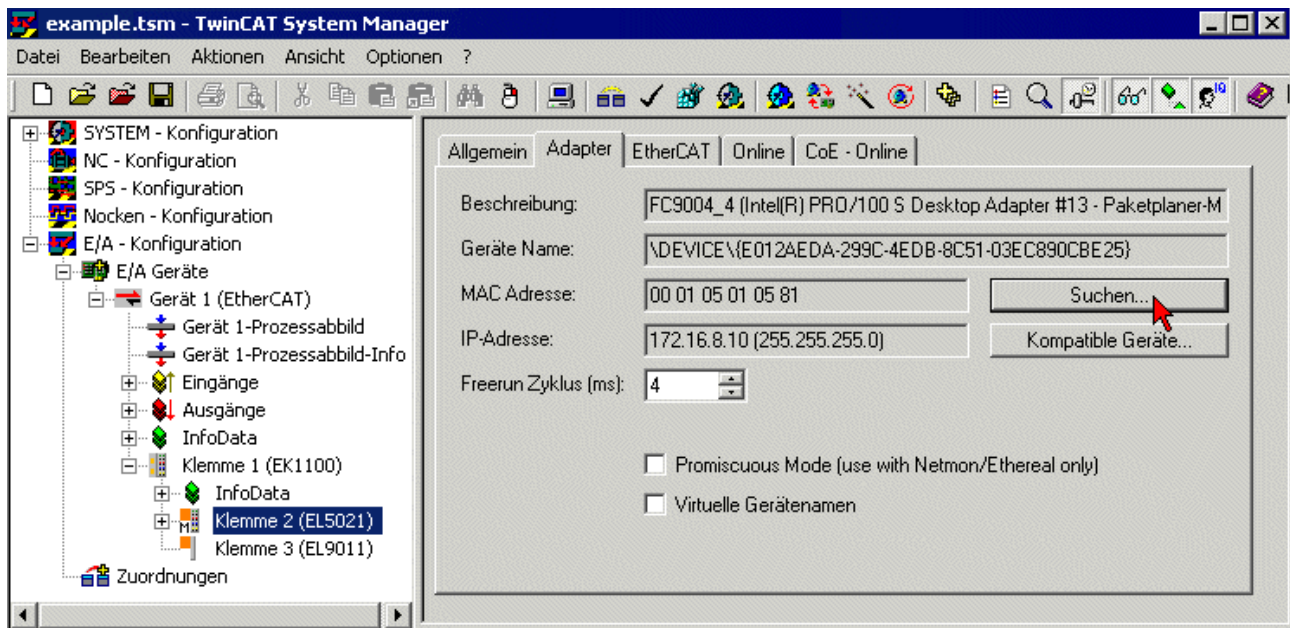 example.tsm - TwinCAT System Manager
Datei Bearbeiten Aktionen Ansicht Optionen ?
SYSTEM - Konfiguration
NC - Konfiguration
SPS - Konfiguration
Nocken - Konfiguration
E/A - Konfiguration
E/A Geräte
Gerät 1 (EtherCAT)
Gerät 1-Prozessabbild
Gerät 1-Prozessabbild-Info
Eingänge
Ausgänge
InfoData
Klemme 1 (EK1100)
InfoData
Klemme 2 (EL5021)
Klemme 3 (EL9011)
Zuordnungen
Allgemein Adapter EtherCAT Online CoE - Online
Beschreibung: FC9004_4 (Intel(R) PRO/100 S Desktop Adapter #13 - Paketplaner-M
Geräte Name: \DEVICE\{E012AEDA-299C-4EDB-8C51-03EC890CBE25}
MAC Adresse: 00 01 05 01 05 81 Suchen...
IP-Adresse: 172.16.8.10 (255.255.255.0) Kompatible Geräte...
Freerun Zyklus (ms): 4
Promiscuous Mode (use with Netmon/Ethereal only)
Virtuelle Gerätenamen